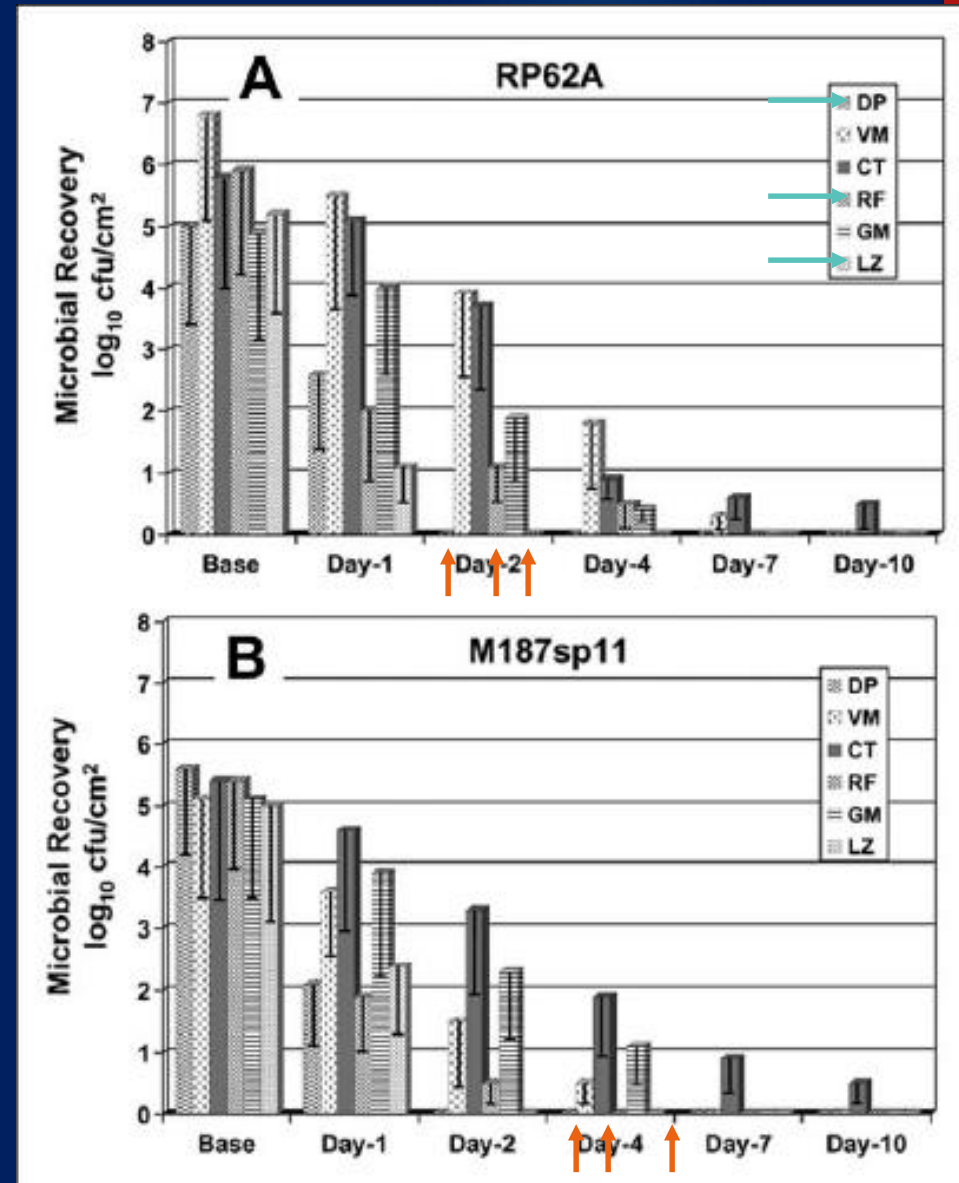 A
RP62A
Microbial Recovery
log₁₀ cfu/cm²
8
7
6
5
4
3
2
1
0
DP
VM
CT
RF
GM
LZ
Base Day-1 Day-2 Day-4 Day-7 Day-10
B
M187sp11
Microbial Recovery
log₁₀ cfu/cm²
8
7
6
5
4
3
2
1
0
DP
VM
CT
RF
GM
LZ
Base Day-1 Day-2 Day-4 Day-7 Day-10